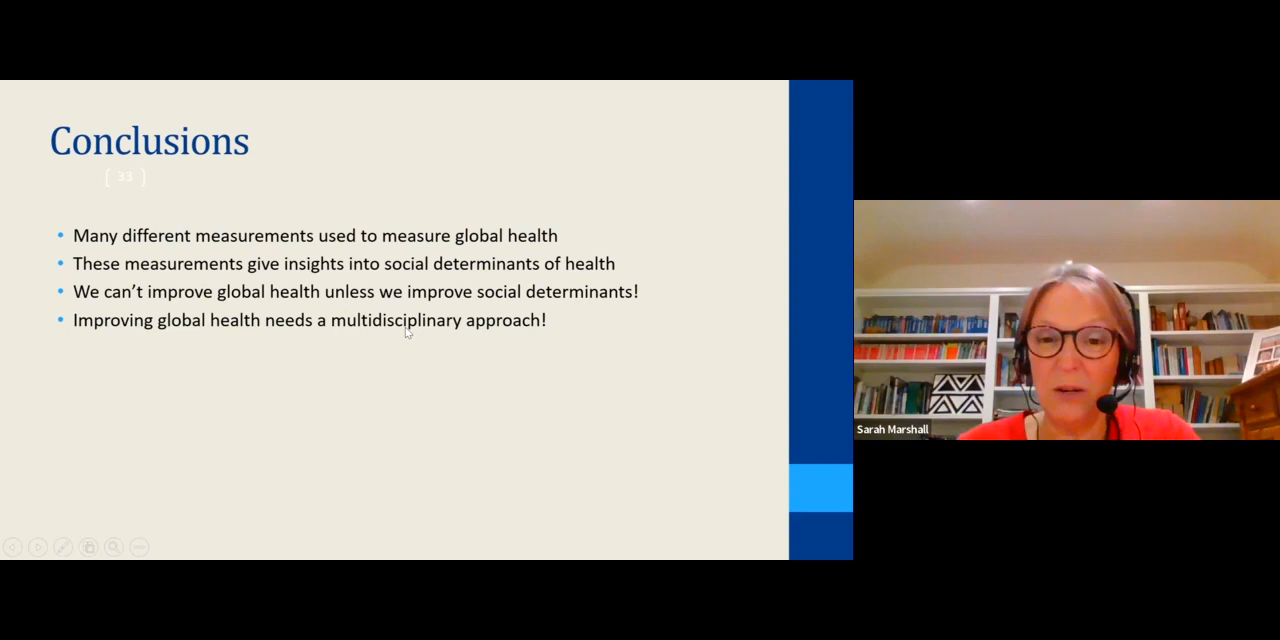 Conclusions
[ 33 )
Many different measurements used to measure global health
These measurements give insights into social determinants of health
We can’t improve global health unless we improve social determinants!
Improving global health needs a multidisciplinary approach!
Sarah Marshall